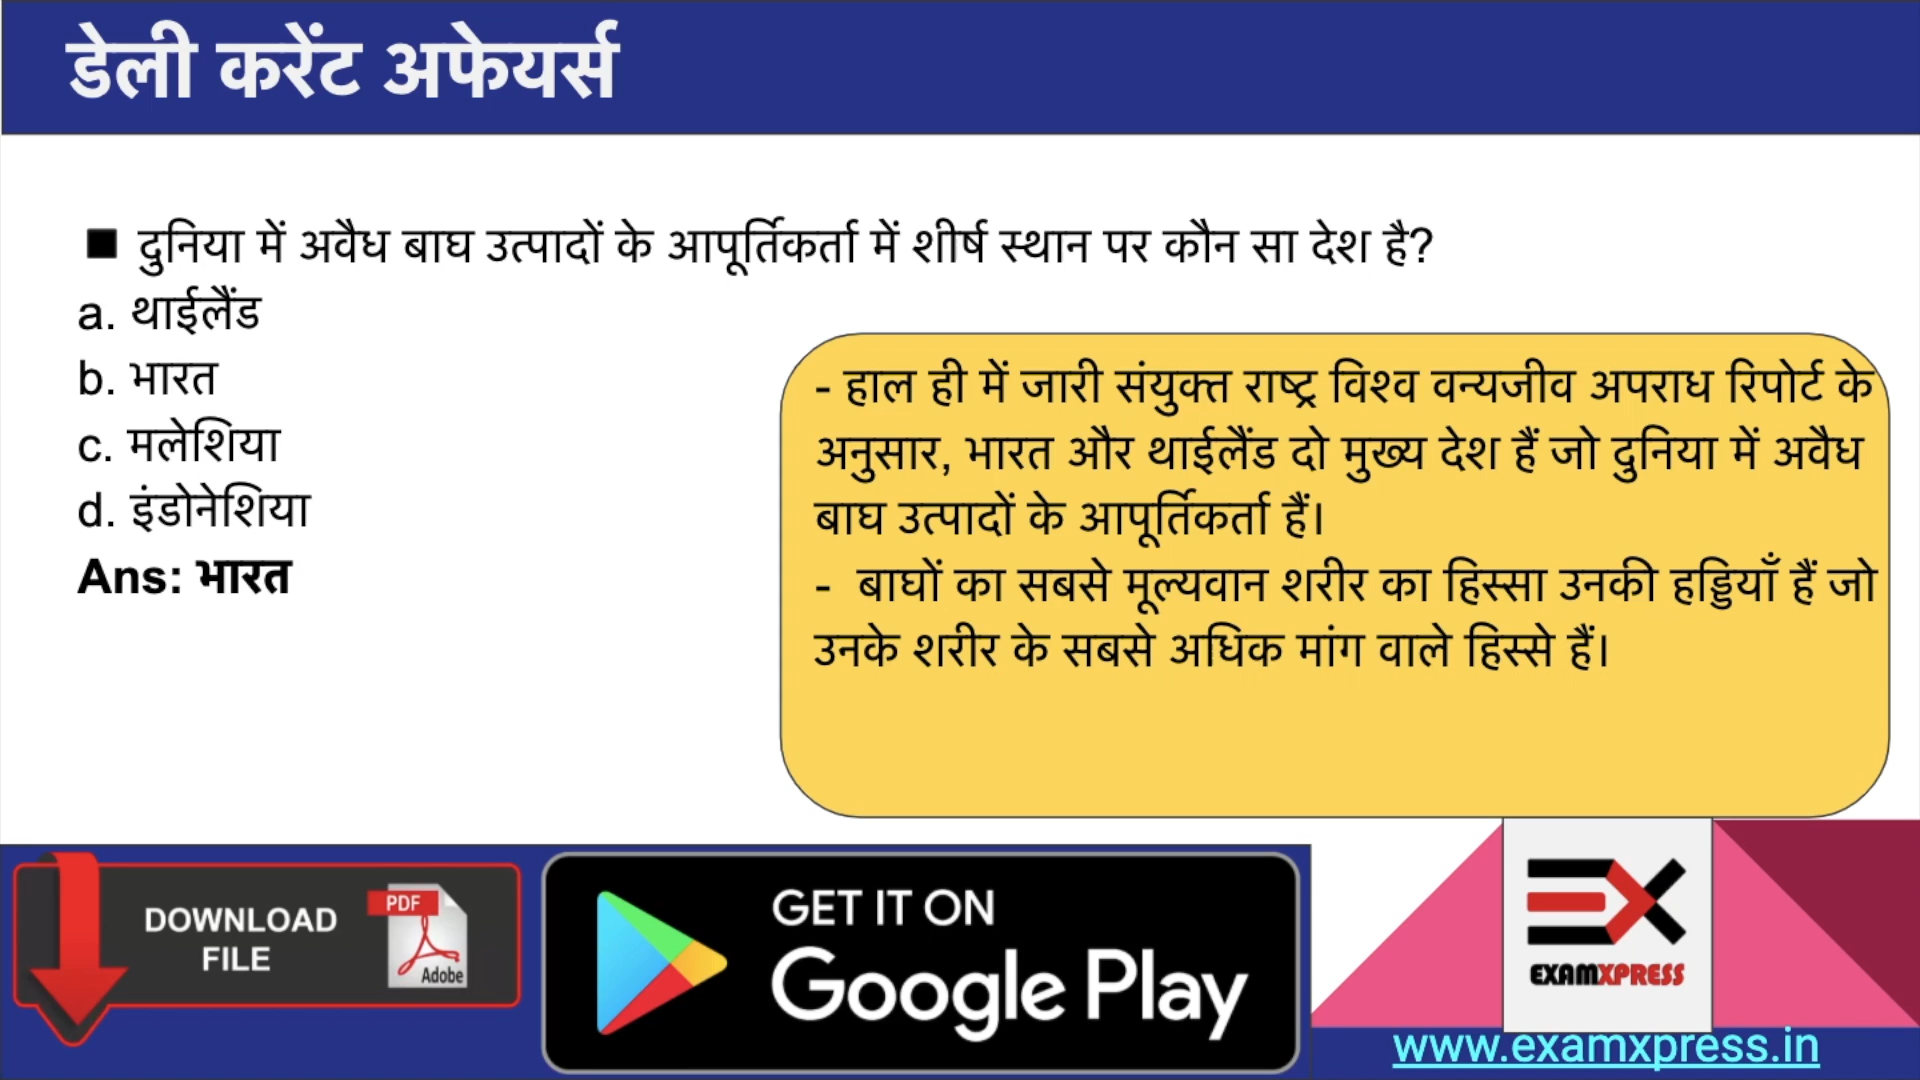 डेली करेंट अफेयर्स
■ दुनिया में अवैध बाघ उत्पादों के आपूर्तिकर्ता में शीर्ष स्थान पर कौन सा देश है?
a. थाईलैंड
b. भारत
c. मलेशिया
d. इंडोनेशिया
Ans: भारत
- हाल ही में जारी संयुक्त राष्ट्र विश्व वन्यजीव अपराध रिपोर्ट के
अनुसार, भारत और थाईलैंड दो मुख्य देश हैं जो दुनिया में अवैध
बाघ उत्पादों के आपूर्तिकर्ता हैं।
- बाघों का सबसे मूल्यवान शरीर का हिस्सा उनकी हड्डियाँ हैं जो
उनके शरीर के सबसे अधिक मांग वाले हिस्से हैं।
DOWNLOAD
FILE
PDF
Adobe
GET IT ON
Google Play
EX
EXAMXPRESS
www.examxpress.in